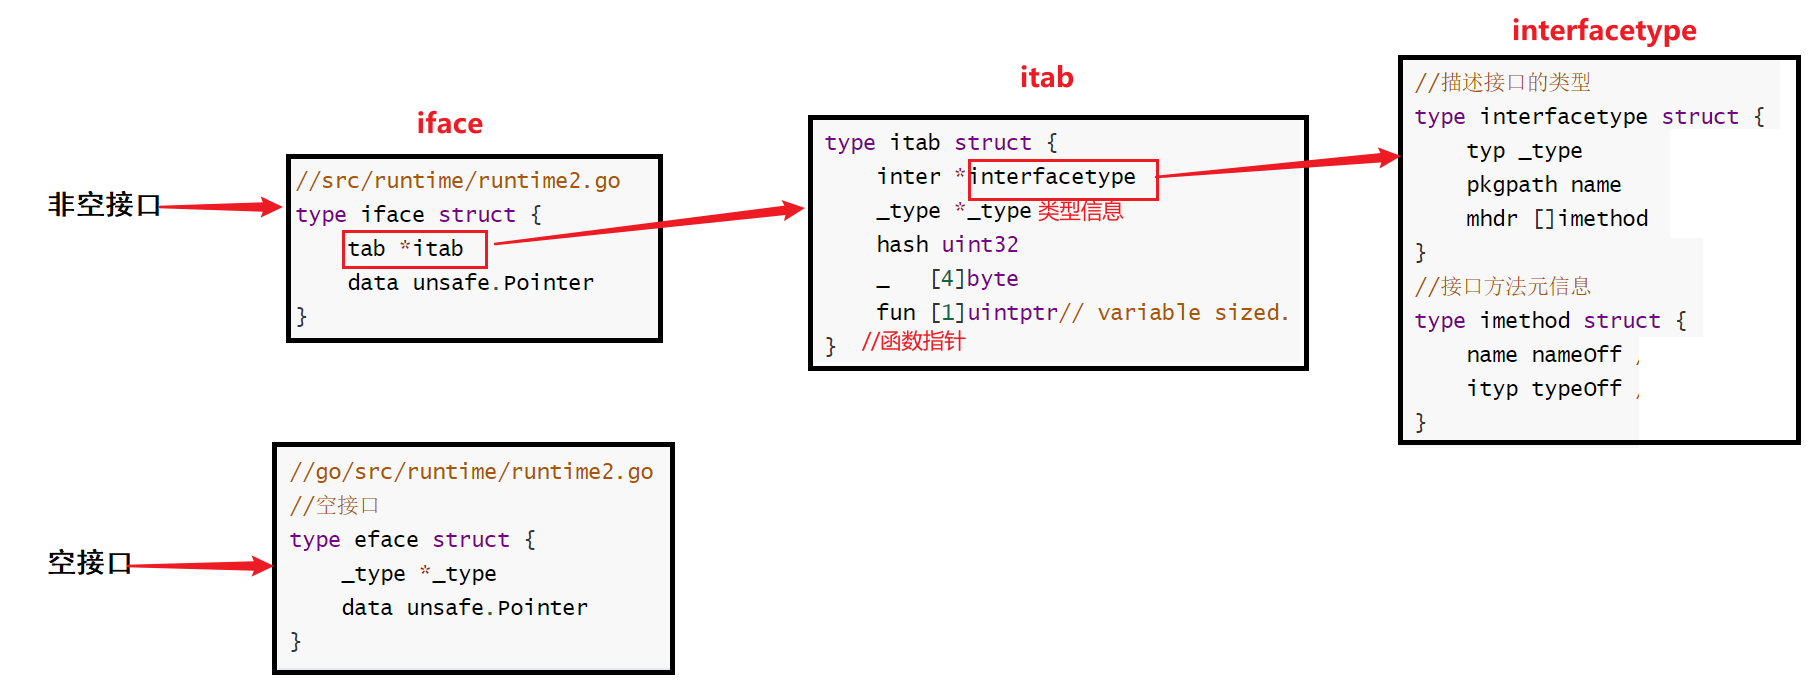 非空接口
iface
//src/runtime/runtime2.go
type iface struct {
tab *itab
data unsafe.Pointer
}
itab
type itab struct {
inter *interfacetype
_type *_type 类型信息
hash uint32
_ [4]byte
fun [1]uintptr// variable sized.
} //函数指针
interfacetype
//描述接口的类型
type interfacetype struct {
typ _type
pkgpath name
mhdr []imethod
}
//接口方法元信息
type imethod struct {
name nameOff /
ityp typeOff /
}
空接口
//go/src/runtime/runtime2.go
//空接口
type eface struct {
_type *_type
data unsafe.Pointer
}